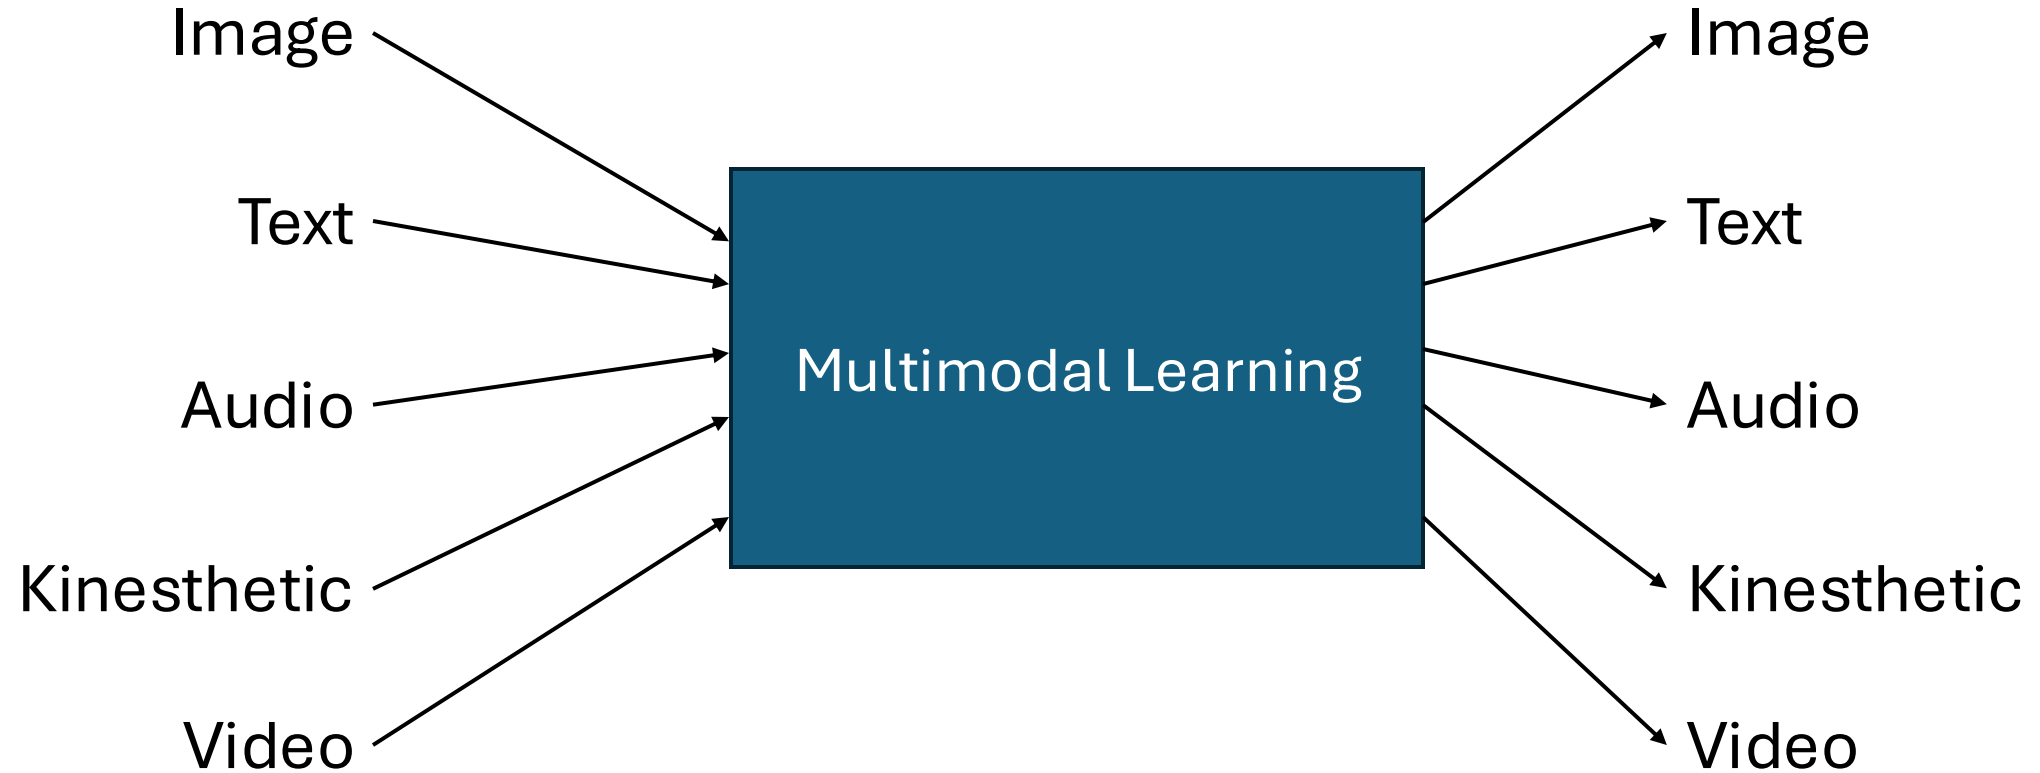 Image
Text
Audio
Kinesthetic
Video
Multimodal Learning
Image
Text
Audio
Kinesthetic
Video